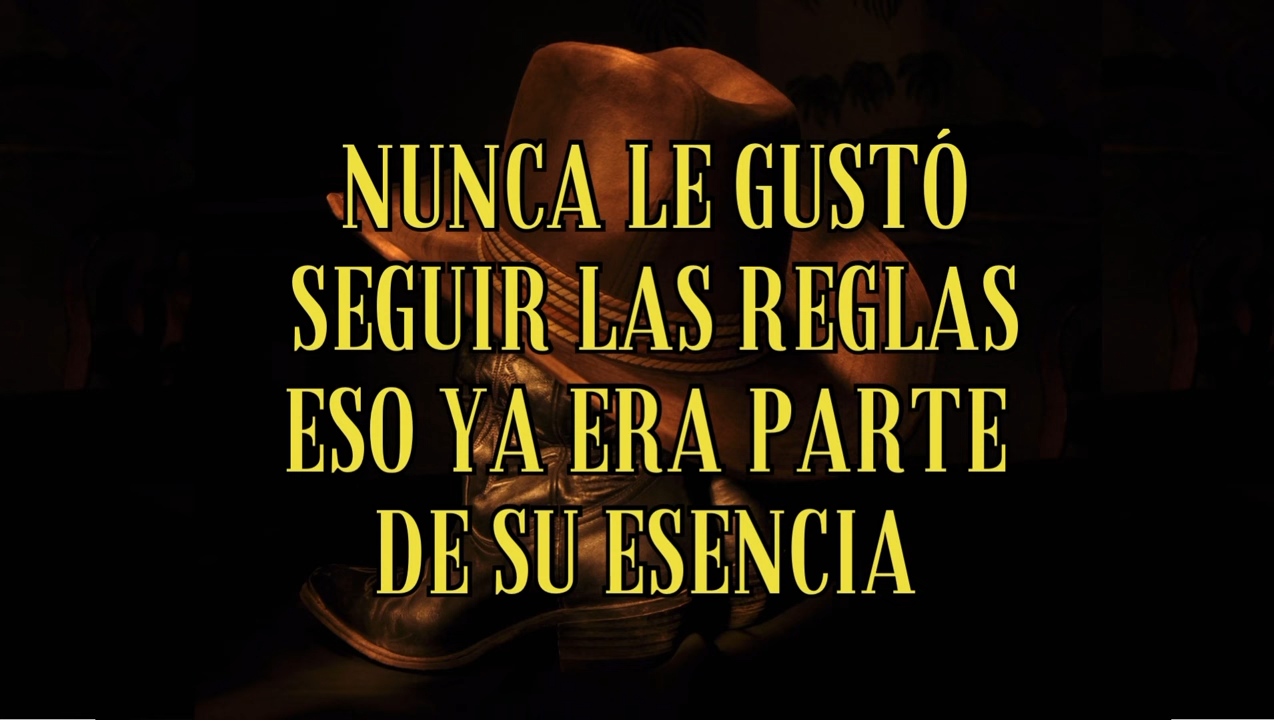 NUNCA LE GUSTÓ
SEGUIR LAS REGLAS
ESO YA ERA PARTE
DE SU ESENCIA